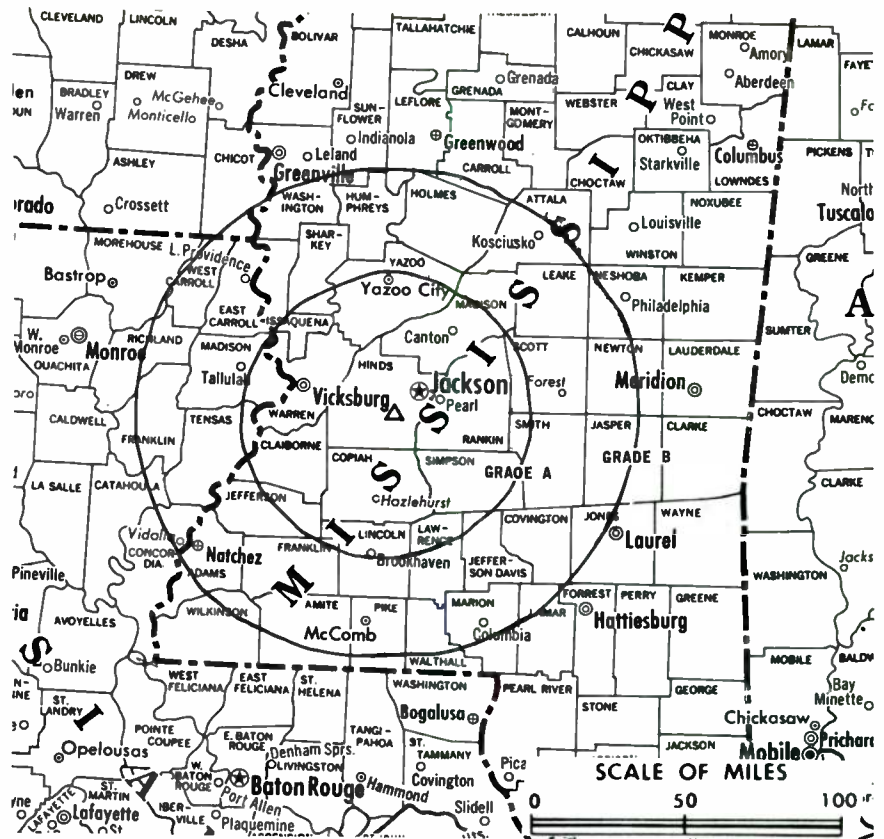 CLEVELAND
LINCOLN
DESHA
BOLIVAR
TALLAHATCHIE
CALHOUN
CHICKASAW
P
MONROE
Amory
LAMAR
DREW
Cleveland
Grenada
GRENADA
Aberdeen
BRADLEY
Warren
McGehee
Monticello
SUN-
FLOWER
LEFLORE
MONT-
GOMERY
WEBSTER
P
CLAY
West
Point
Indianola
Greenwood
OKTIBBEHA
Starkville
Columbus
ASHLEY
CHICOT
Leland
Greenville
CARROLL
I
CHOCTAW
LOWNDES
PICKENS
Crossett
WASH-
INGTON
HUM-
PHREYS
HOLMES
ATTALA
NOXUBEE
North
Tuscalo
SHAR-
KEY
Kosciusko
S
Louisville
WINSTON
MOREHOUSE
L. Providence
WEST
CARROLL
Bastrop
YAZOO
Yazoo City
MADISON
LEAKE
S
NESHOBA
KEMPER
GREENE
Philadelphia
EAST
CARROLL
ISSAQUENA
W.
Monroe
Monroe
OUACHITA
RICHLAND
MADISON
Tallulah
Canton
HINDS
I
SCOTT
NEWTON
LAUDERDALE
SUMTER
A
Forest
Meridion
Vicksburg
WARREN
Jackson
Pearl
S
CALDWELL
FRANKLIN
TENSAS
CLAIBORNE
RANKIN
SMITH
JASPER
CLARKE
CHOCTAW
COPIAH
SIMPSON
GRADE A
GRADE B
LA SALLE
CATAHOULA
JEFFERSON
S
Hazlehurst
CLARKE
Vidalia
CONCOR-
DIA
Natchez
ADAMS
FRANKLIN
I
LINCOLN
Brookhaven
LAW-
RENCE
COVINGTON
JONES
WAYNE
Laurel
JEFFER-
SON DAVIS
WASHINGTON
Pineville
M
WILKINSON
AMITE
PIKE
McComb
MARION
Columbia
LAMAR
FORREST
PERRY
GREENE
Hattiesburg
AVOYELLES
S
Bunkie
WALTHALL
MOBILE
WEST
FELICIANA
EAST
FELICIANA
ST.
HELENA
WASHINGTON
PEARL RIVER
GEORGE
Bay
Minette
ST.
LANDRY
I
STONE
Bogalusa
Chickasaw
Prichard
POINTE
COUPEE
E. BATON
ROUGE
TANGI-
PAHOA
JACKSON
Mobile
Opelousas
Denham Sprs.
LIVINGSTON
ST.
TAMMANY
Covington
SCALE OF MILES
A
W.
BATON
ROUGE
Baton Rouge
Port Allen
Hammond
ST.
MARTIN
LAFAYETTE
Lafayette
IBER-
VILLE
Plaquemine
Slidell
0 50 100